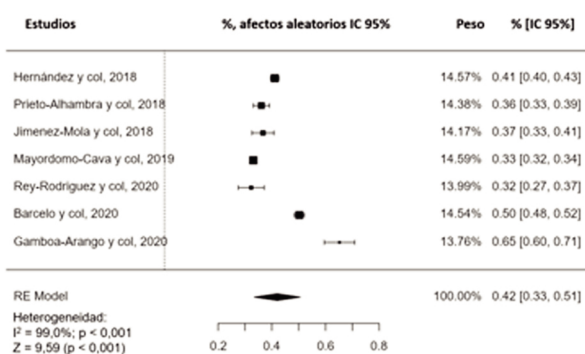 Estudios %, afectos aleatorios IC 95% Peso % [IC 95%]
Hernández y col, 2018 14.57% 0.41 [0.40, 0.43]
Prieto-Alhambra y col, 2018 14.38% 0.36 [0.33, 0.39]
Jimenez-Mola y col, 2018 14.17% 0.37 [0.33, 0.41]
Mayordomo-Cava y col, 2019 14.59% 0.33 [0.32, 0.34]
Rey-Rodriguez y col, 2020 13.99% 0.32 [0.27, 0.37]
Barcelo y col, 2020 14.54% 0.50 [0.48, 0.52]
Gamboa-Arango y col, 2020 13.76% 0.65 [0.60, 0.71]
RE Model 100.00% 0.42 [0.33, 0.51]
Heterogeneidad:
I² = 99,0%; p < 0,001
Z = 9,59 (p < 0,001)
0.2 0.4 0.6 0.8